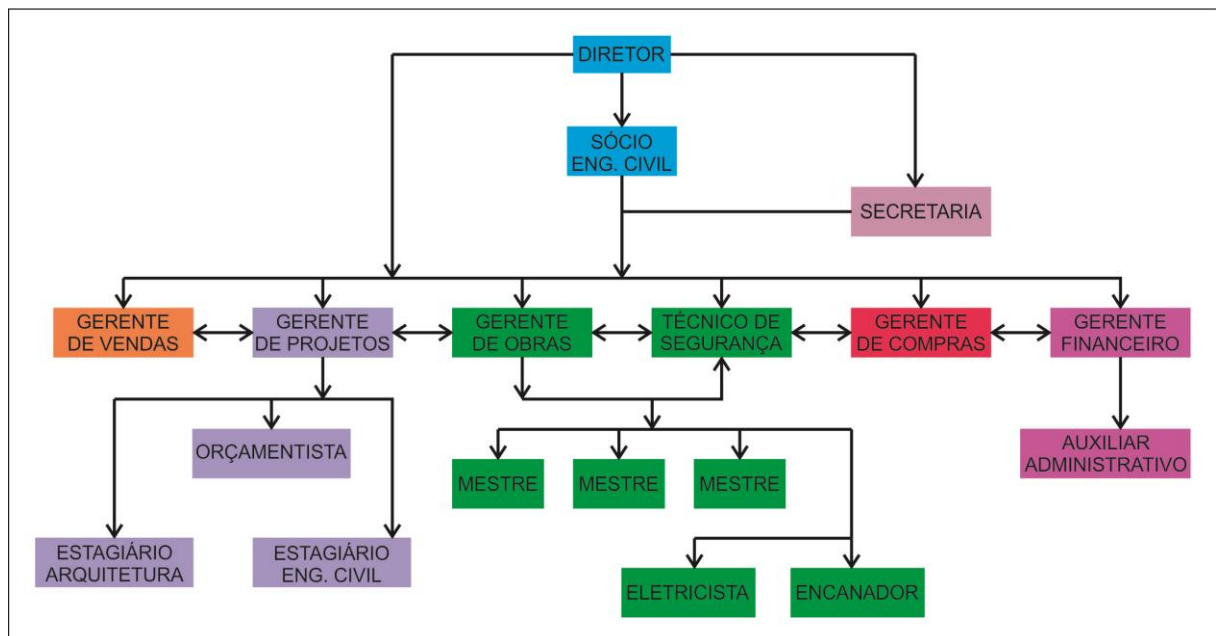 DIRETOR
SÓCIO
ENG. CIVIL
SECRETARIA
GERENTE
DE VENDAS
GERENTE
DE PROJETOS
GERENTE
DE OBRAS
TÉCNICO DE
SEGURANÇA
GERENTE
DE COMPRAS
GERENTE
FINANCEIRO
ORÇAMENTISTA
AUXILIAR
ADMINISTRATIVO
MESTRE
MESTRE
MESTRE
ESTAGIÁRIO
ARQUITETURA
ESTAGIÁRIO
ENG. CIVIL
ELETRICISTA
ENCANADOR